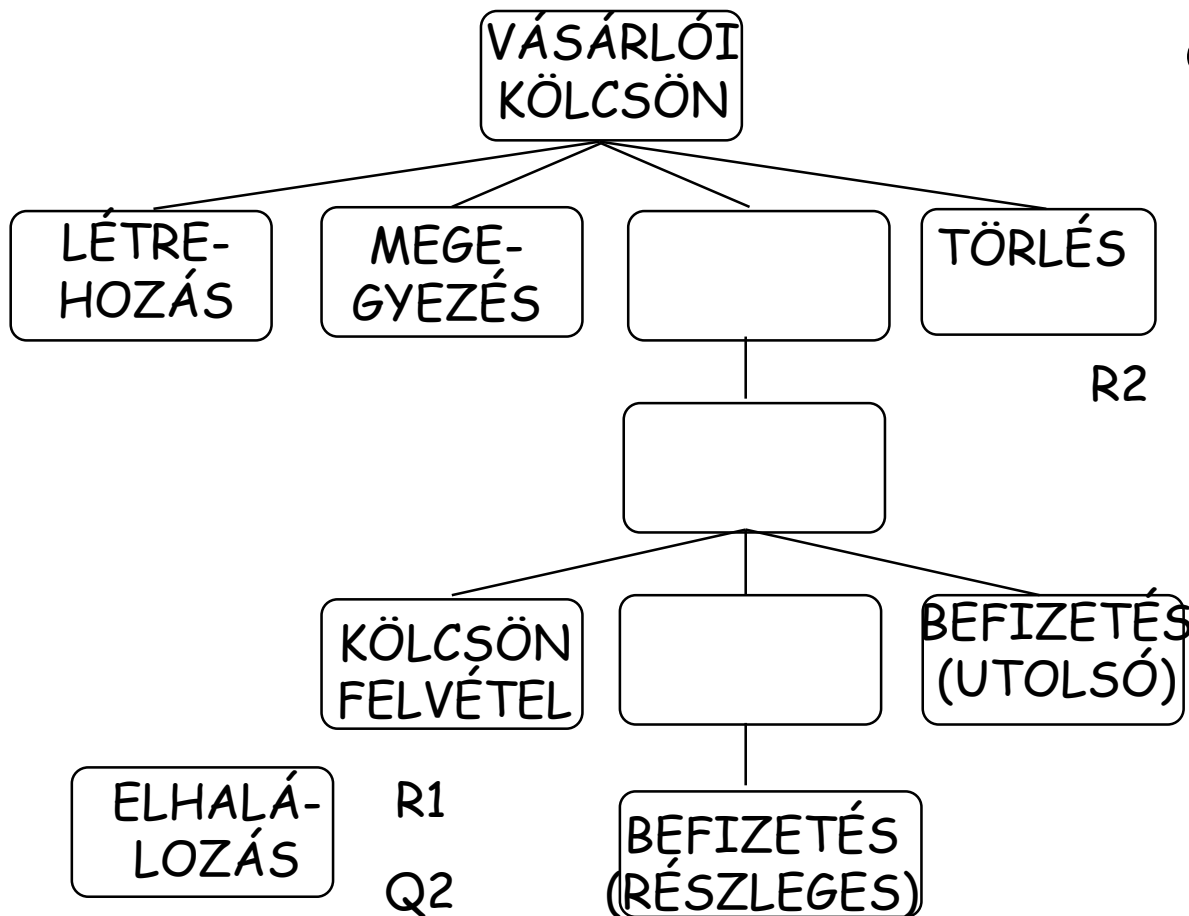 VÁSÁRLÓI
KÖLCSÖN
LÉTRE-
HOZÁS
MEGE-
GYEZÉS
TÖRLÉS
R2
KÖLCSÖN
FELVÉTEL
BEFIZETÉS
(UTOLSÓ)
ELHALÁ-
LOZÁS
R1
Q2
BEFIZETÉS
(RÉSZLEGES)